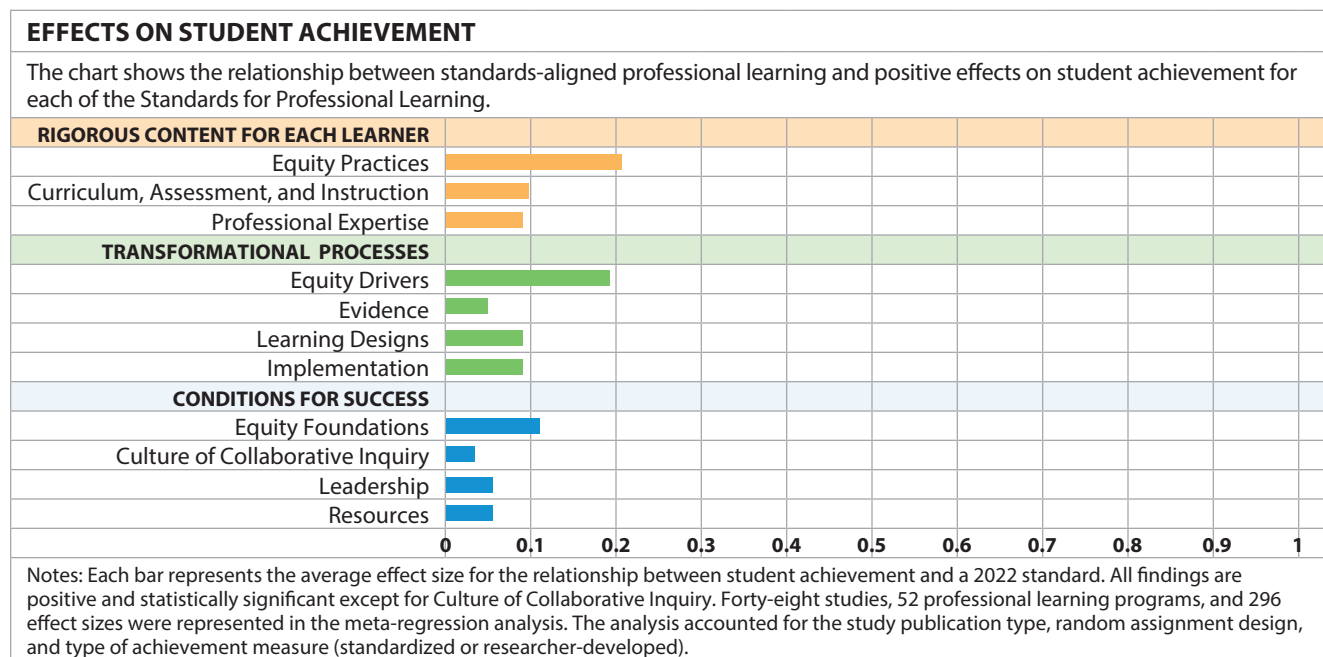 EFFECTS ON STUDENT ACHIEVEMENT
The chart shows the relationship between standards-aligned professional learning and positive effects on student achievement for
each of the Standards for Professional Learning.
RIGOROUS CONTENT FOR EACH LEARNER
Equity Practices
Curriculum, Assessment, and Instruction
Professional Expertise
TRANSFORMATIONAL PROCESSES
Equity Drivers
Evidence
Learning Designs
Implementation
CONDITIONS FOR SUCCESS
Equity Foundations
Culture of Collaborative Inquiry
Leadership
Resources
0 0.1 0.2 0.3 0.4 0.5 0.6 0.7 0.8 0.9 1
Notes: Each bar represents the average effect size for the relationship between student achievement and a 2022 standard. All findings are
positive and statistically significant except for Culture of Collaborative Inquiry. Forty-eight studies, 52 professional learning programs, and 296
effect sizes were represented in the meta-regression analysis. The analysis accounted for the study publication type, random assignment design,
and type of achievement measure (standardized or researcher-developed).